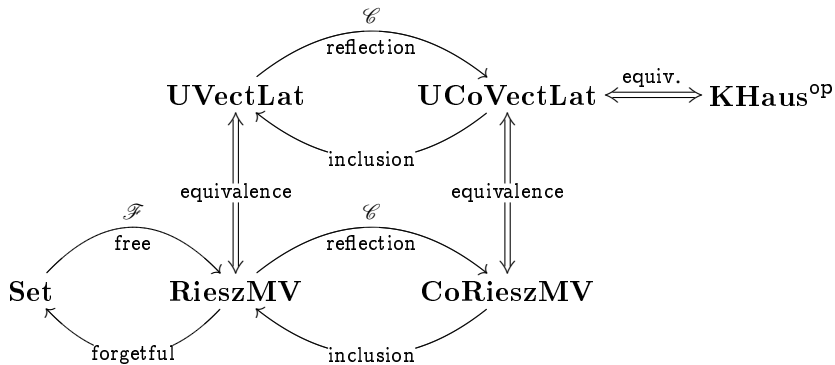 𝒞
reflection
UVectLat UCoVectLat equiv. KHaus^op
inclusion
equivalence equivalence
ℱ 𝒞
free reflection
Set RieszMV CoRieszMV
forgetful inclusion